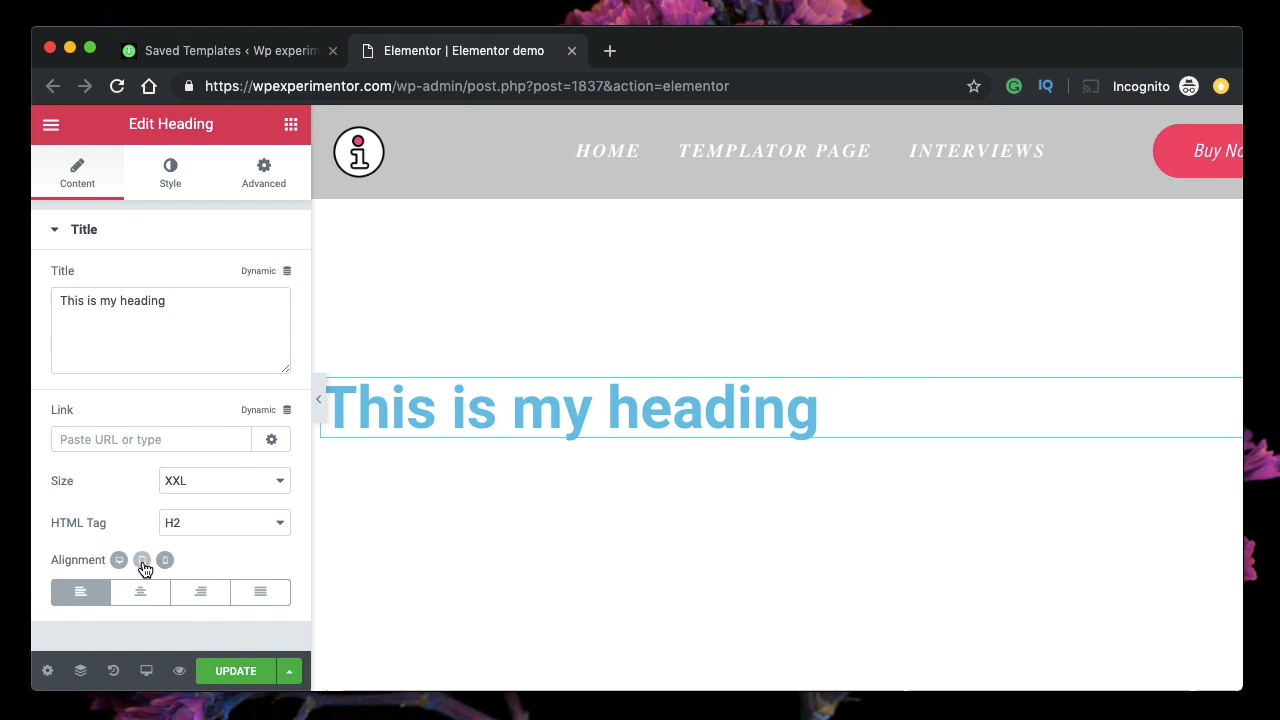 Saved Templates ‹ Wp experim
Elementor | Elementor demo
https://wpexperimentor.com/wp-admin/post.php?post=1837&action=elementor
IQ
Incognito
Edit Heading
Content
Style
Advanced
HOME
TEMPLATOR PAGE
INTERVIEWS
Buy No
Title
Title
Dynamic
This is my heading
Link
Dynamic
Paste URL or type
Size
XXL
HTML Tag
H2
Alignment
UPDATE
This is my heading